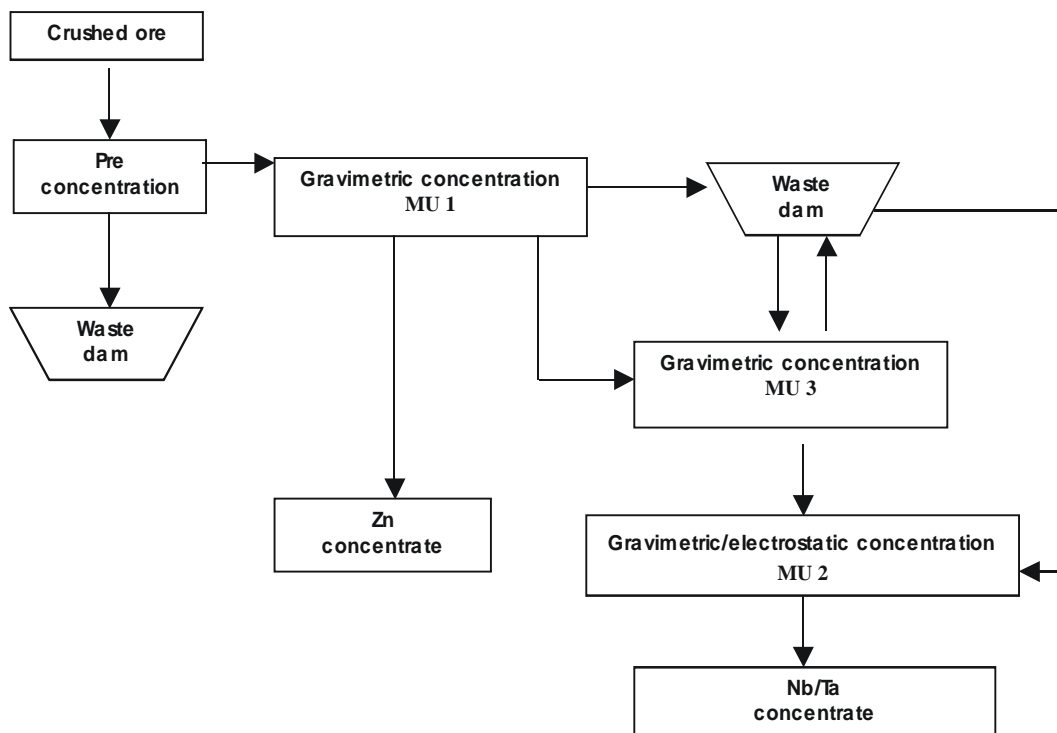 Crushed ore
Pre
concentration
Gravimetric concentration
MU 1
Waste
dam
Waste
dam
Gravimetric concentration
MU 3
Zn
concentrate
Gravimetric/electrostatic concentration
MU 2
Nb/Ta
concentrate